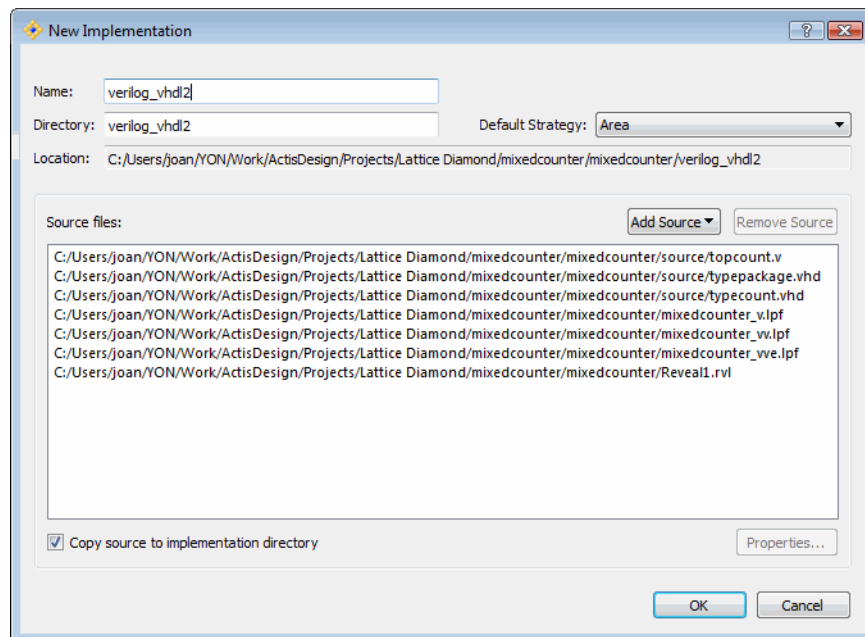 New Implementation
Name: verilog_vhdl2
Directory: verilog_vhdl2 Default Strategy: Area
Location: C:/Users/joan/YON/Work/ActisDesign/Projects/Lattice Diamond/mixedcounter/mixedcounter/verilog_vhdl2
Source files: Add Source Remove Source
C:/Users/joan/YON/Work/ActisDesign/Projects/Lattice Diamond/mixedcounter/mixedcounter/source/topcount.v
C:/Users/joan/YON/Work/ActisDesign/Projects/Lattice Diamond/mixedcounter/mixedcounter/source/typepackage.vhd
C:/Users/joan/YON/Work/ActisDesign/Projects/Lattice Diamond/mixedcounter/mixedcounter/source/typecount.vhd
C:/Users/joan/YON/Work/ActisDesign/Projects/Lattice Diamond/mixedcounter/mixedcounter/mixedcounter_v.lpf
C:/Users/joan/YON/Work/ActisDesign/Projects/Lattice Diamond/mixedcounter/mixedcounter/mixedcounter_vv.lpf
C:/Users/joan/YON/Work/ActisDesign/Projects/Lattice Diamond/mixedcounter/mixedcounter/mixedcounter_vve.lpf
C:/Users/joan/YON/Work/ActisDesign/Projects/Lattice Diamond/mixedcounter/mixedcounter/Reveal1.rvl
Copy source to implementation directory Properties...
OK Cancel